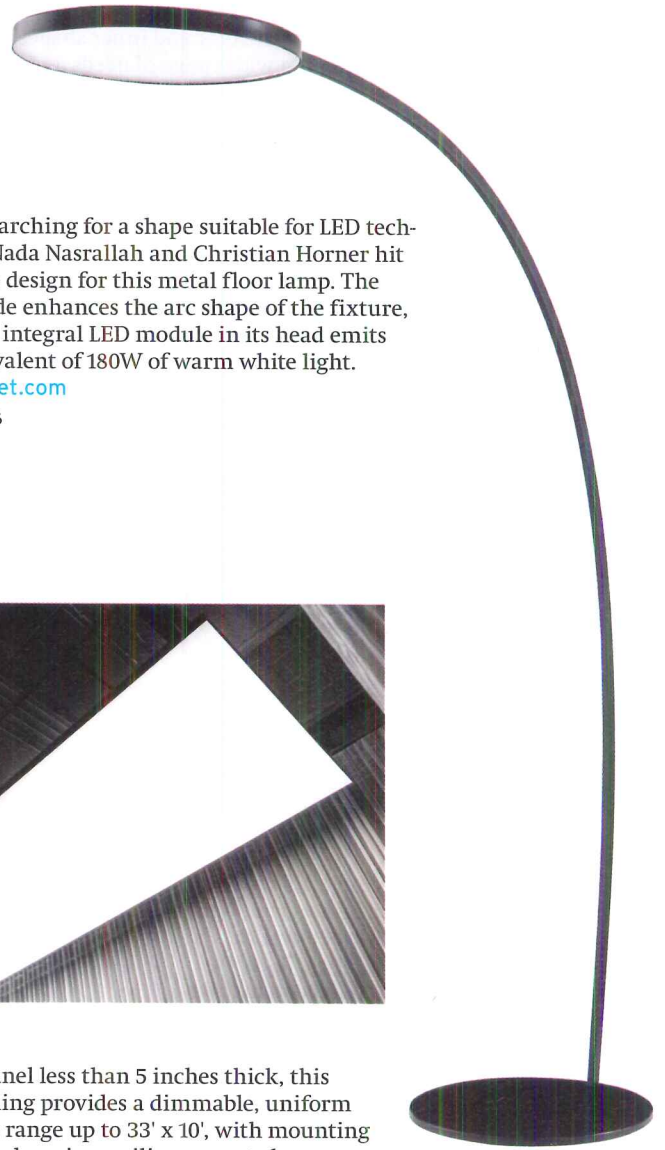 arching for a shape suitable for LED tech-
Nada Nasrallah and Christian Horner hit
design for this metal floor lamp. The
de enhances the arc shape of the fixture,
integral LED module in its head emits
valent of 180W of warm white light.
et.com
nel less than 5 inches thick, this
ing provides a dimmable, uniform
range up to 33' x 10', with mounting